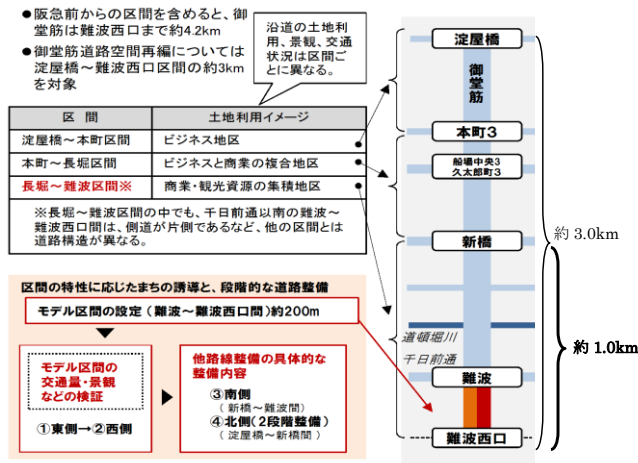 ●阪急前からの区間を含めると、御
堂筋は難波西口まで約4.2km
●御堂筋道路空間再編については
淀屋橋～難波西口区間の約3km
を対象
沿道の土地利
用、景観、交通
状況は区間ご
とに異なる。
区 間
土地利用イメージ
淀屋橋～本町区間
ビジネス地区
本町～長堀区間
ビジネスと商業の複合地区
長堀～難波区間※
商業・観光資源の集積地区
※長堀～難波区間の中でも、千日前通以南の難波～
難波西口間は、側道が片側であるなど、他の区間とは
道路構造が異なる。
区間の特性に応じたまちの誘導と、段階的な道路整備
モデル区間の設定（難波～難波西口間）約200m
モデル区間の
交通量・景観
などの検証
①東側→②西側
他路線整備の具体的な
整備内容
③南側
（新橋～難波間）
④北側（2段階整備）
（淀屋橋～新橋間）
淀屋橋
御堂筋
本町3
船場中央3
久太郎町3
新橋
道頓堀川
千日前通
難波
難波西口
約3.0km
約1.0km